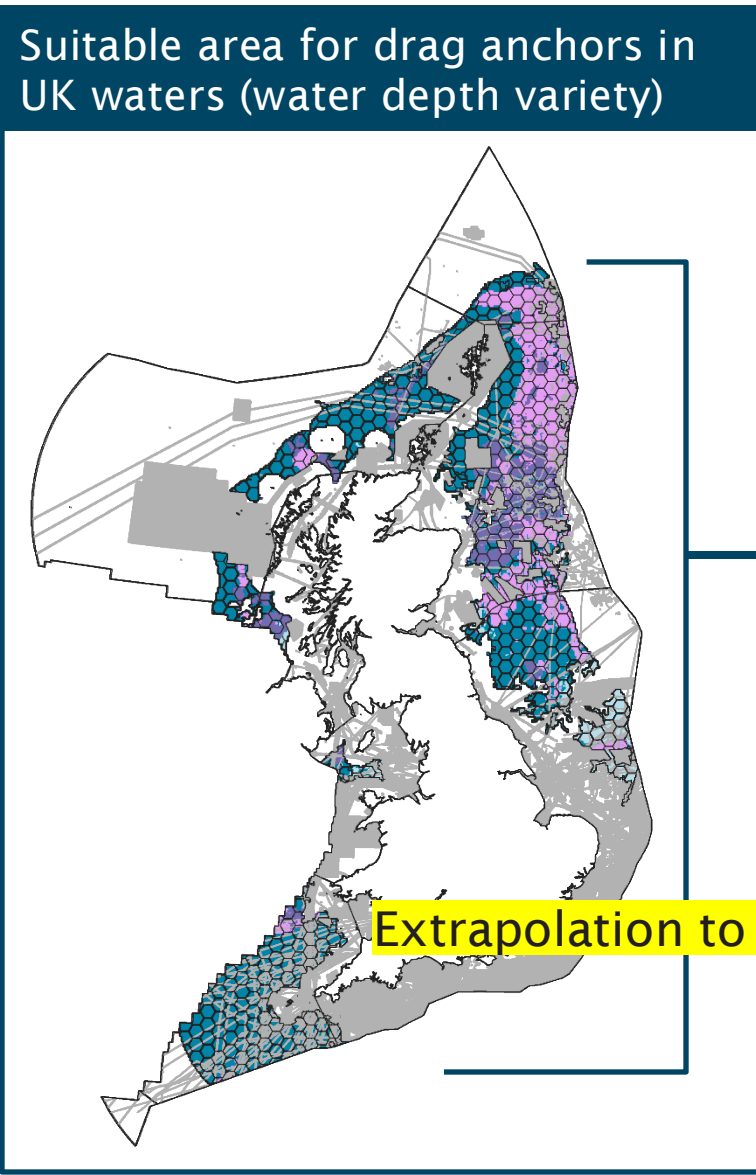 Suitable area for drag anchors in
UK waters (water depth variety)
Extrapolation to